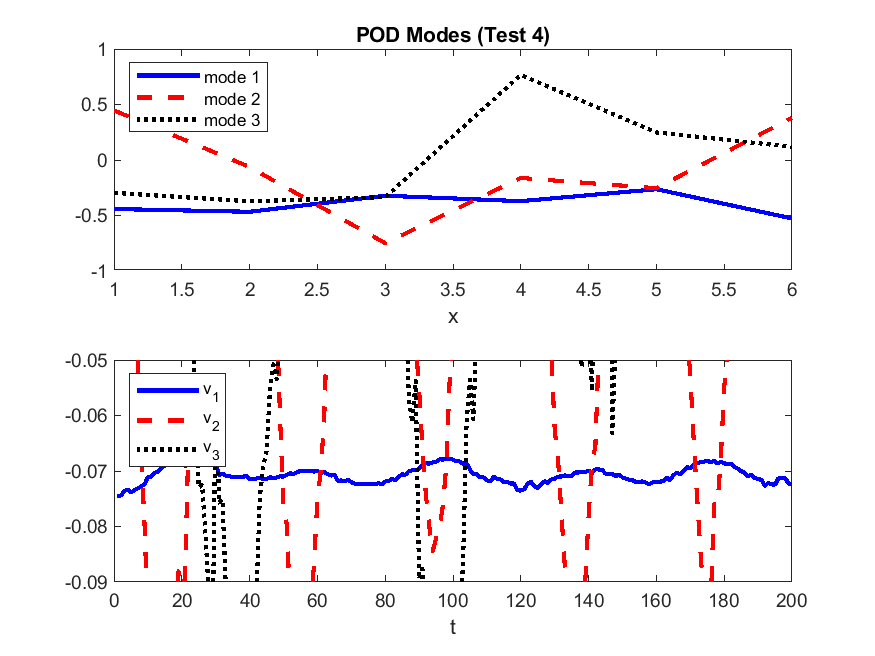 POD Modes (Test 4)
1
0.5
0
-0.5
-1
mode 1
mode 2
mode 3
1 1.5 2 2.5 3 3.5 4 4.5 5 5.5 6
x
-0.05
-0.06
-0.07
-0.08
-0.09
v1
v2
v3
0 20 40 60 80 100 120 140 160 180 200
t